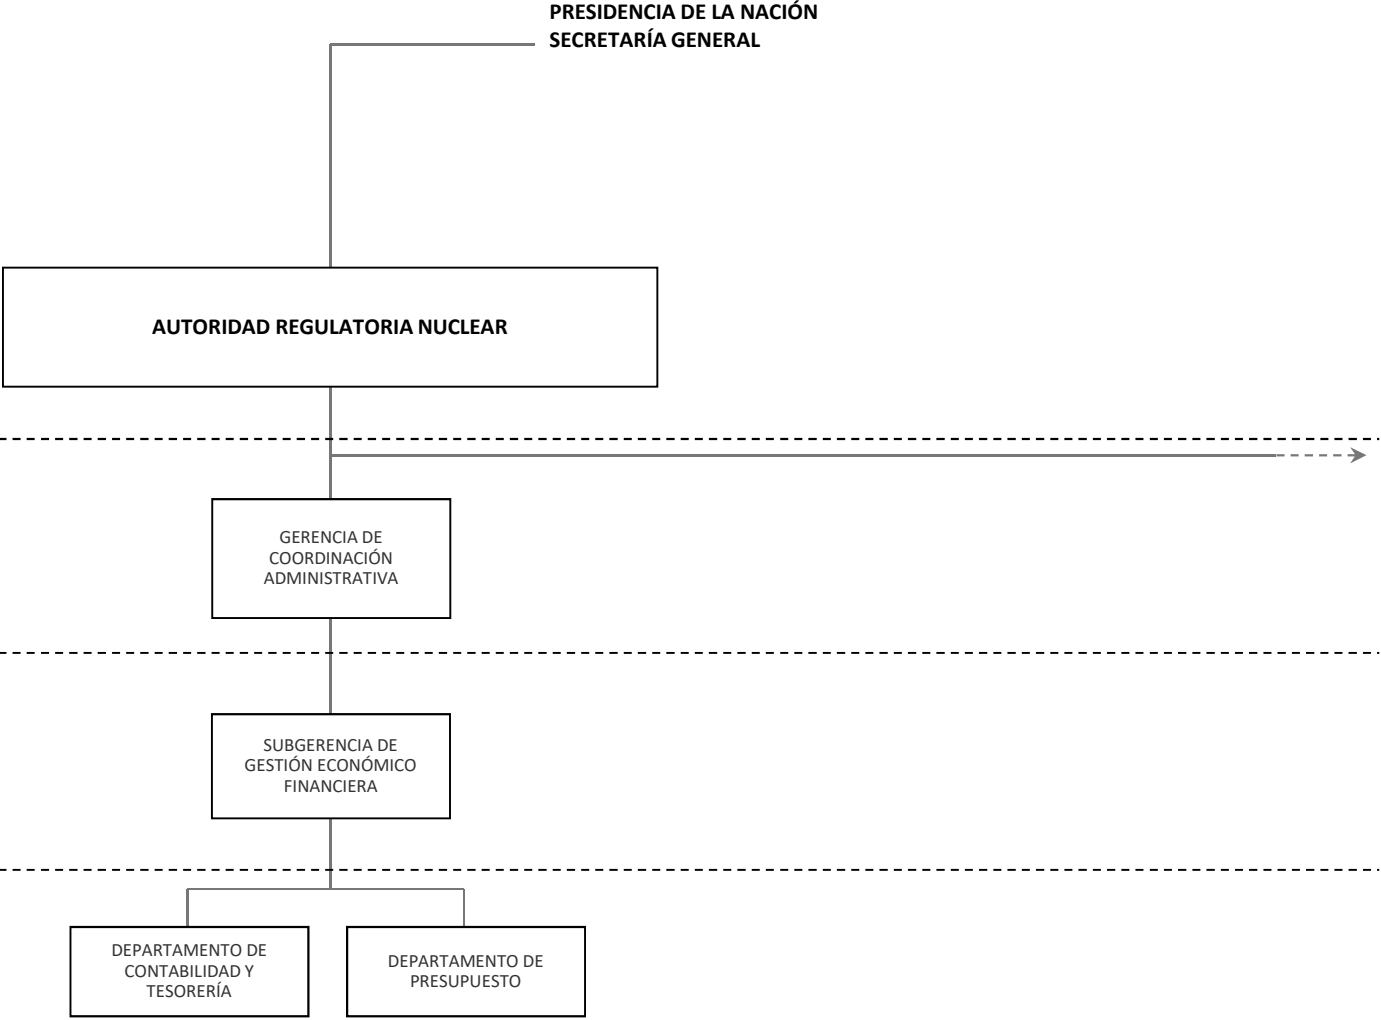 PRESIDENCIA DE LA NACIÓN
SECRETARÍA GENERAL
AUTORIDAD REGULATORIA NUCLEAR
GERENCIA DE
COORDINACIÓN
ADMINISTRATIVA
SUBGERENCIA DE
GESTIÓN ECONÓMICO
FINANCIERA
DEPARTAMENTO DE
CONTABILIDAD Y
TESORERÍA
DEPARTAMENTO DE
PRESUPUESTO